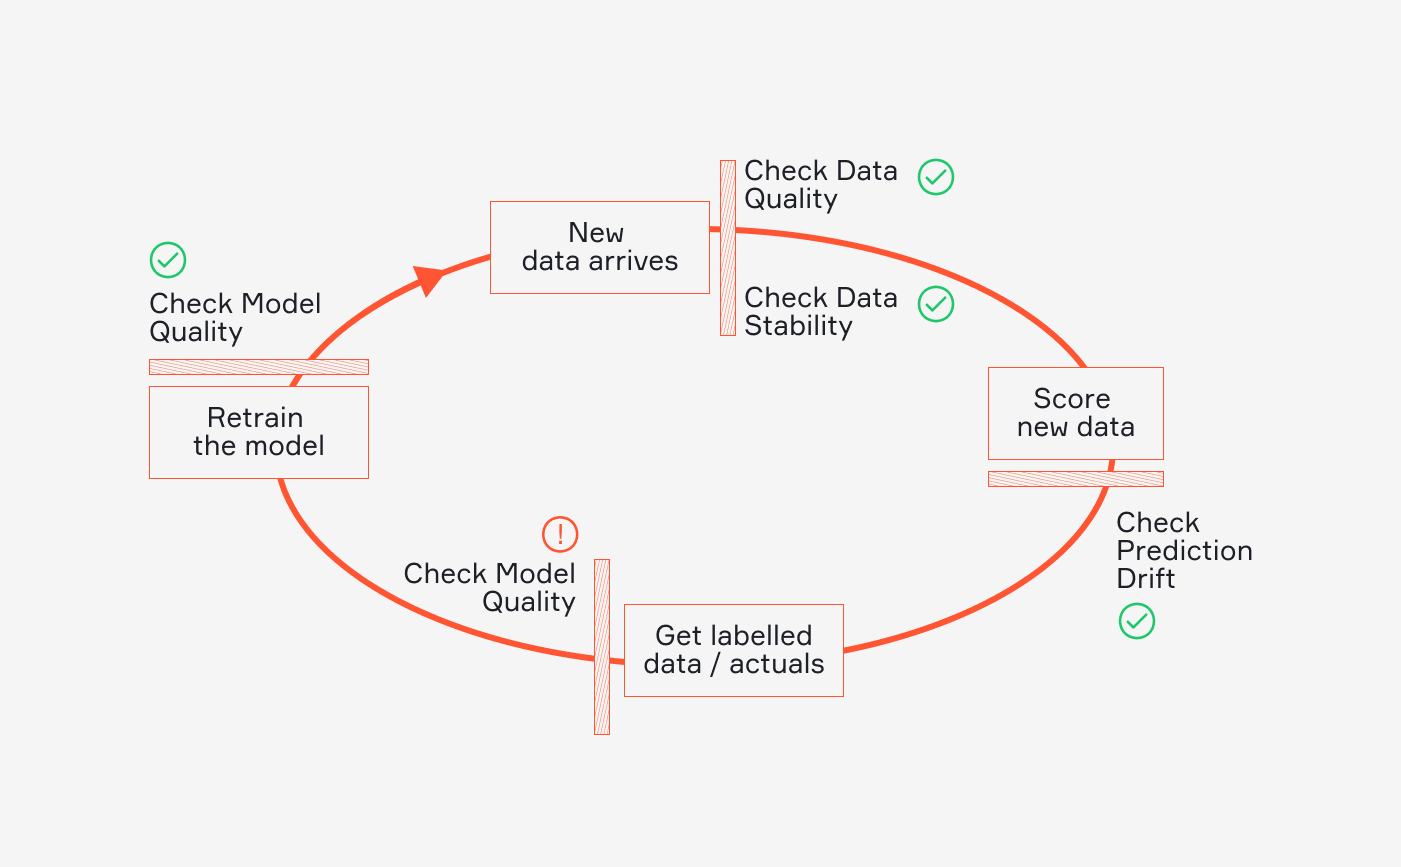 New
data arrives
Check Data
Quality
Check Data
Stability
Score
new data
Check
Prediction
Drift
Get labelled
data / actuals
Check Model
Quality
Retrain
the model
Check Model
Quality